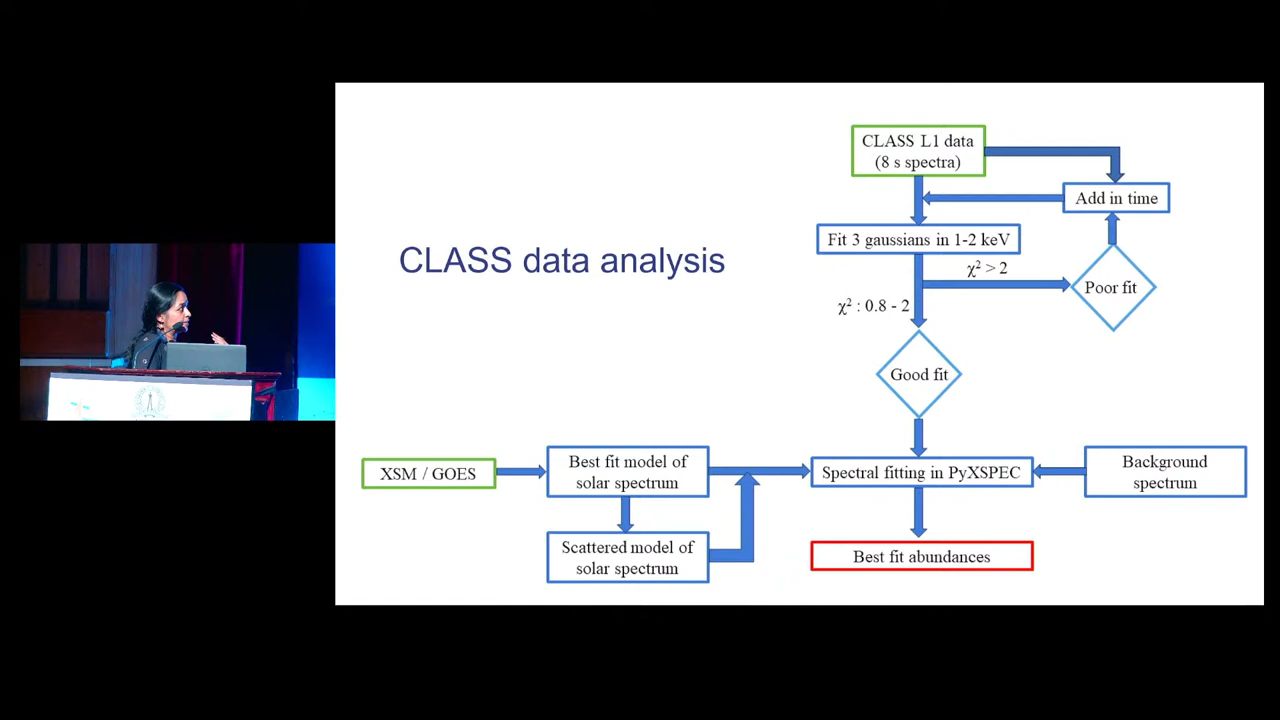 CLASS data analysis
CLASS L1 data
(8 s spectra)
Add in time
Fit 3 gaussians in 1-2 keV
χ² > 2
Poor fit
χ² : 0.8 - 2
Good fit
XSM / GOES
Best fit model of
solar spectrum
Spectral fitting in PyXSPEC
Background
spectrum
Scattered model of
solar spectrum
Best fit abundances